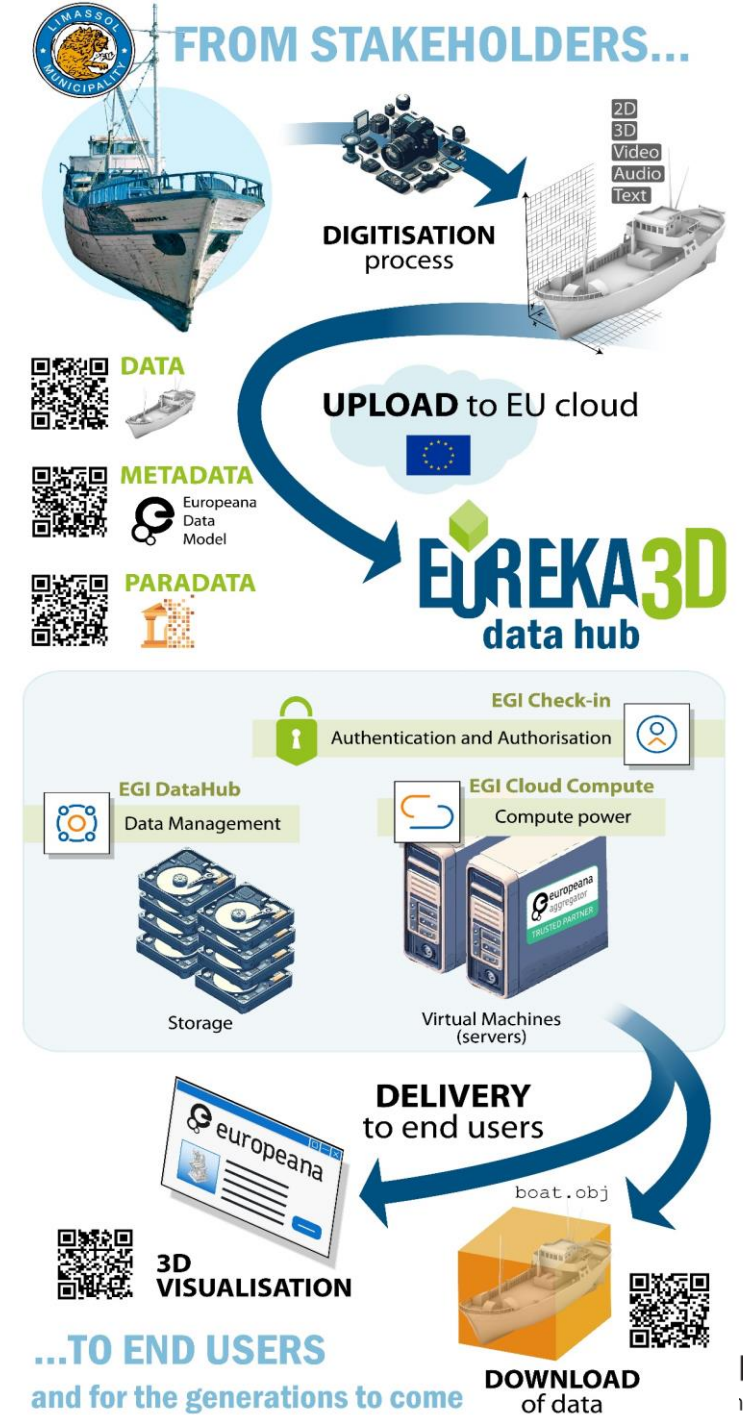 LIMASSOL
MUNICIPALITY
FROM STAKEHOLDERS...
2D
3D
Video
Audio
Text
DIGITISATION
process
DATA
UPLOAD to EU cloud
METADATA
Europeana
Data
Model
PARADATA
EUREKA3D
data hub
EGI Check-in
Authentication and Authorisation
EGI DataHub
Data Management
EGI Cloud Compute
Compute power
europeana
aggregator
TRUSTED PARTNER
Storage
Virtual Machines
(servers)
DELIVERY
to end users
europeana
boat.obj
3D
VISUALISATION
...TO END USERS
and for the generations to come
DOWNLOAD
of data